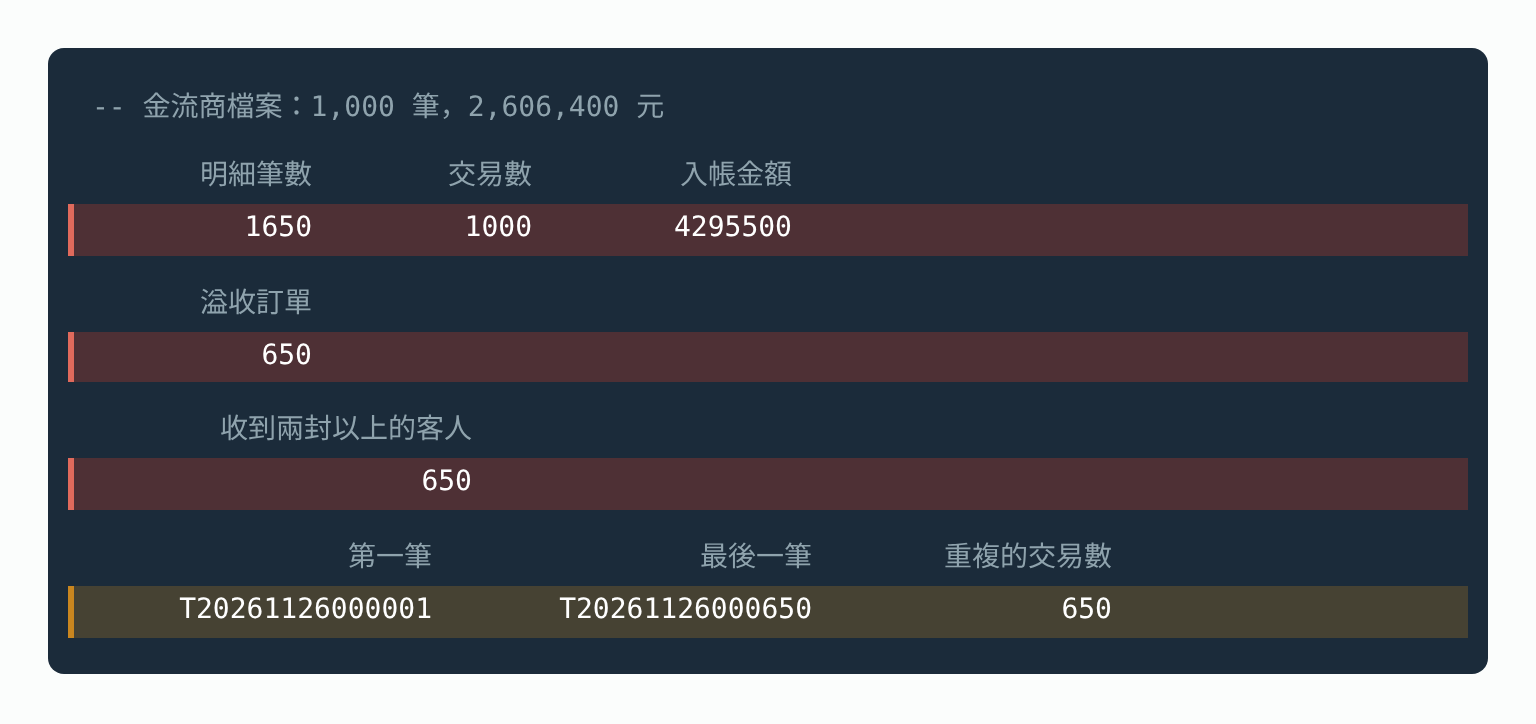 -- 金流商檔案：1,000 筆，2,606,400 元
明細筆數 交易數 入帳金額
1650 1000 4295500
溢收訂單
650
收到兩封以上的客人
650
第一筆 最後一筆 重複的交易數
T20261126000001 T20261126000650 650